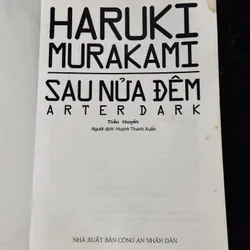 HARUKI
MURAKAMI
SAU NỬA ĐÊM
ARTER DARK
Tiểu thuyết
Người dịch: Huỳnh Thanh Xuân
NHÀ XUẤT BẢN CÔNG AN NHÂN DÂN